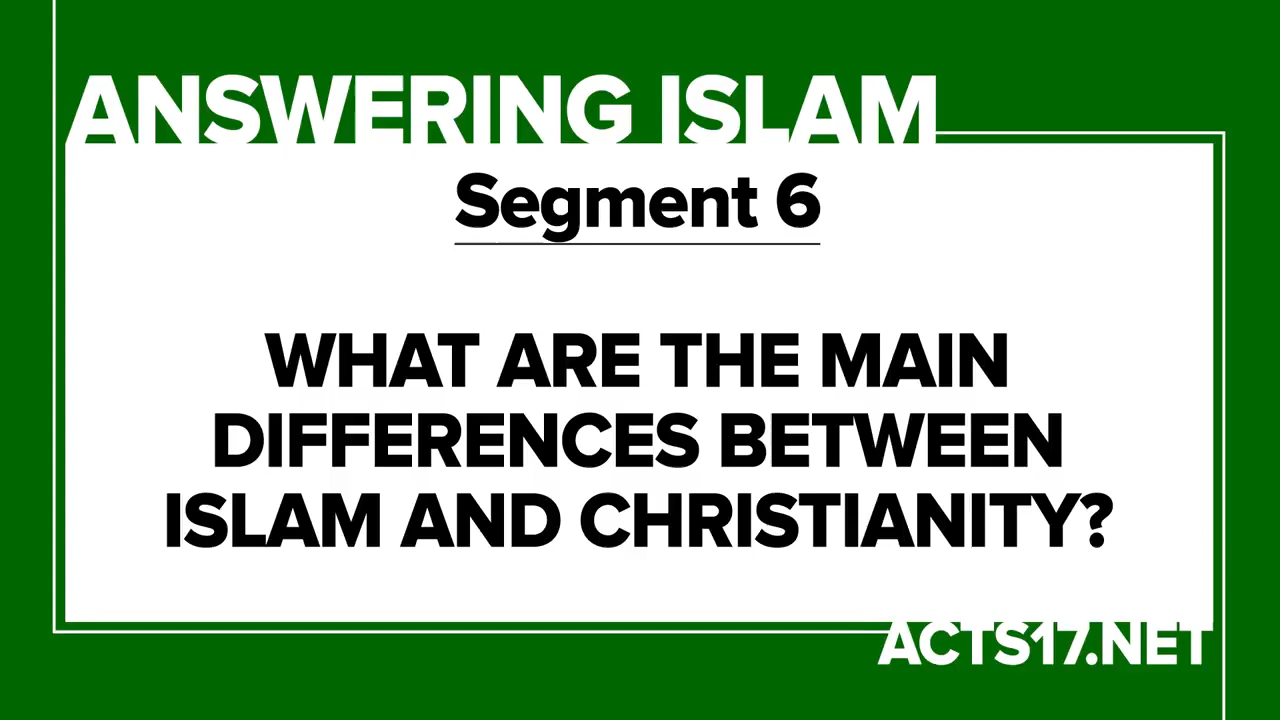 ANSWERING ISLAM
Segment 6
WHAT ARE THE MAIN
DIFFERENCES BETWEEN
ISLAM AND CHRISTIANITY?
ACTS17.NET